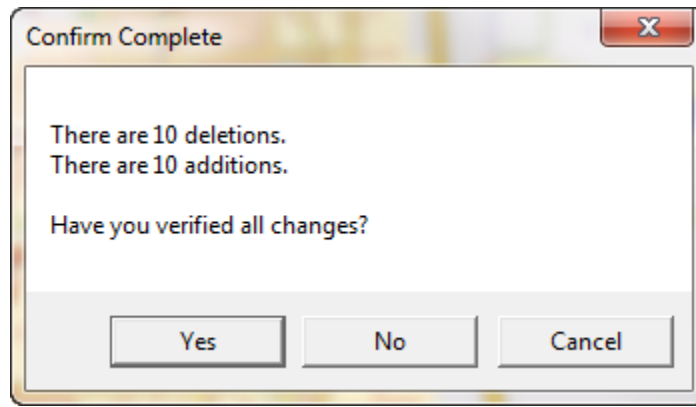 Confirm Complete
There are 10 deletions.
There are 10 additions.
Have you verified all changes?
Yes
No
Cancel